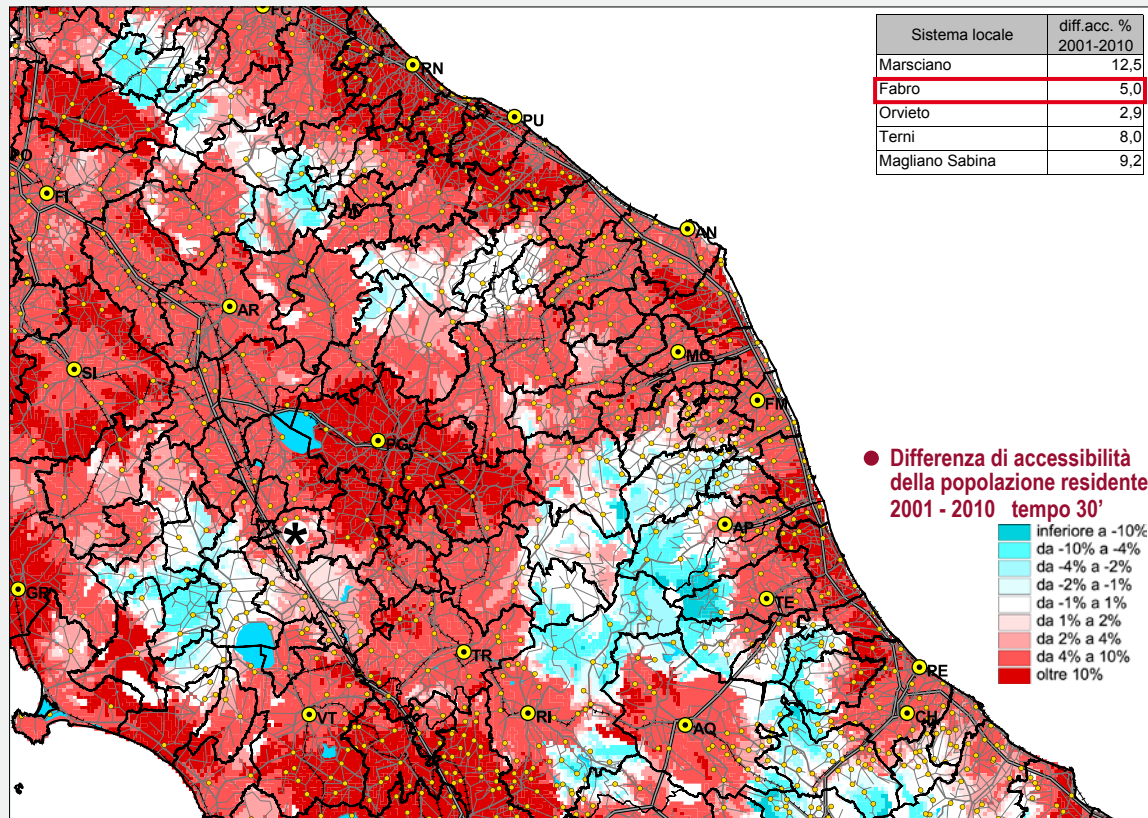 Sistema locale
diff.acc. %
2001-2010
Marsciano 12,5
Fabro 5,0
Orvieto 2,9
Terni 8,0
Magliano Sabina 9,2
FC
RN
PU
FI
AN
AR
MC
SI
PG
*
AP
GR
TE
TR
PE
VT
RI
AQ
CH
● Differenza di accessibilità
della popolazione residente
2001 - 2010 tempo 30'
inferiore a -10%
da -10% a -4%
da -4% a -2%
da -2% a -1%
da -1% a 1%
da 1% a 2%
da 2% a 4%
da 4% a 10%
oltre 10%